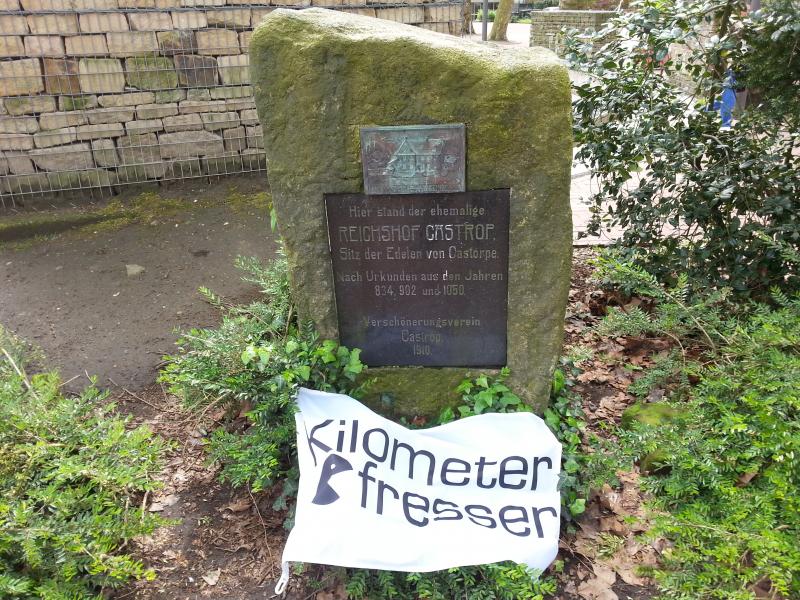 Hier stand der ehemalige
REICHSHOF CASTROP.
Sitz der Edelen von Castorpe.
Nach Urkunden aus den Jahren
834, 902 und 1050.
Verschönerungsverein
Castrop.
1910.
Kilometer
fresser